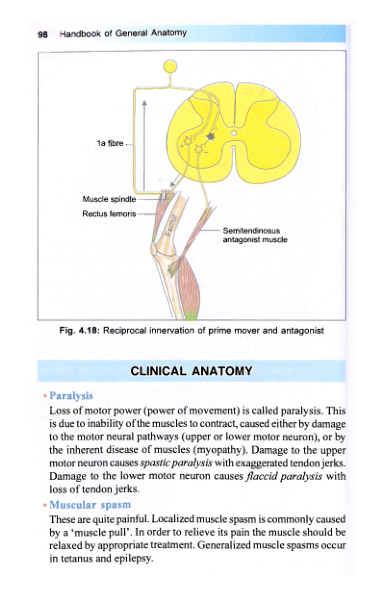 98 Handbook of General Anatomy
1a fibre
Muscle spindle
Rectus femoris
Femur
Semitendinosus
antagonist muscle
Fig. 4.18: Reciprocal innervation of prime mover and antagonist
CLINICAL ANATOMY
• Paralysis
Loss of motor power (power of movement) is called paralysis. This
is due to inability of the muscles to contract, caused either by damage
to the motor neural pathways (upper or lower motor neuron), or by
the inherent disease of muscles (myopathy). Damage to the upper
motor neuron causes spastic paralysis with exaggerated tendon jerks.
Damage to the lower motor neuron causes flaccid paralysis with
loss of tendon jerks.
• Muscular spasm
These are quite painful. Localized muscle spasm is commonly caused
by a ‘muscle pull’. In order to relieve its pain the muscle should be
relaxed by appropriate treatment. Generalized muscle spasms occur
in tetanus and epilepsy.